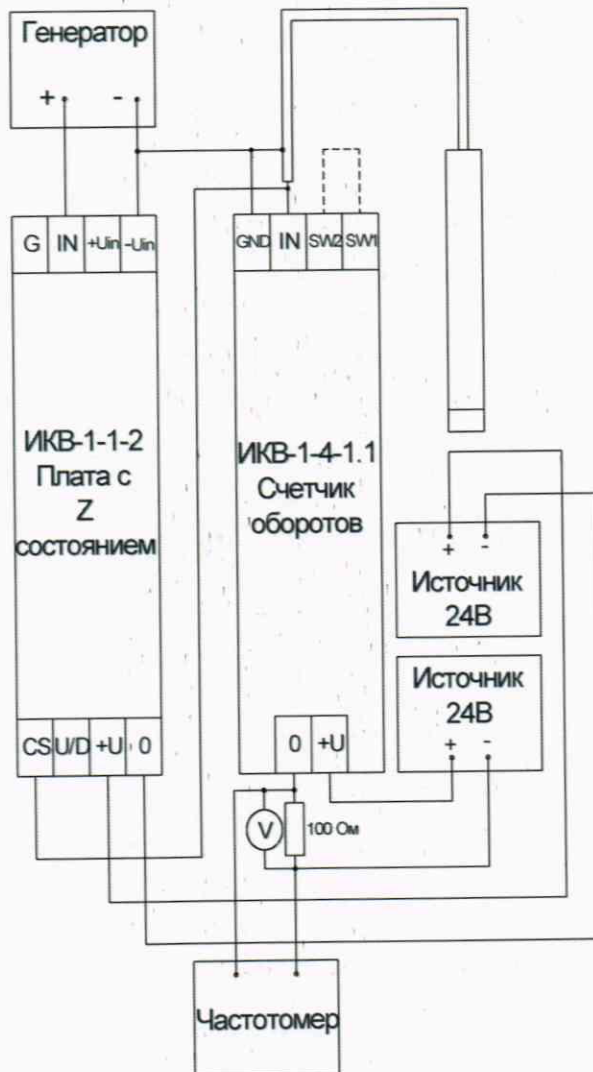 Генератор
+ -
G IN +Uin -Uin
GND IN SW2 SW1
ИКВ-1-1-2
Плата с
Z
состоянием
ИКВ-1-4-1.1
Счетчик
оборотов
+ -
Источник
24В
Источник
24В
+ -
CS U/D +U 0
0 +U
V
100 Ом
Частотомер